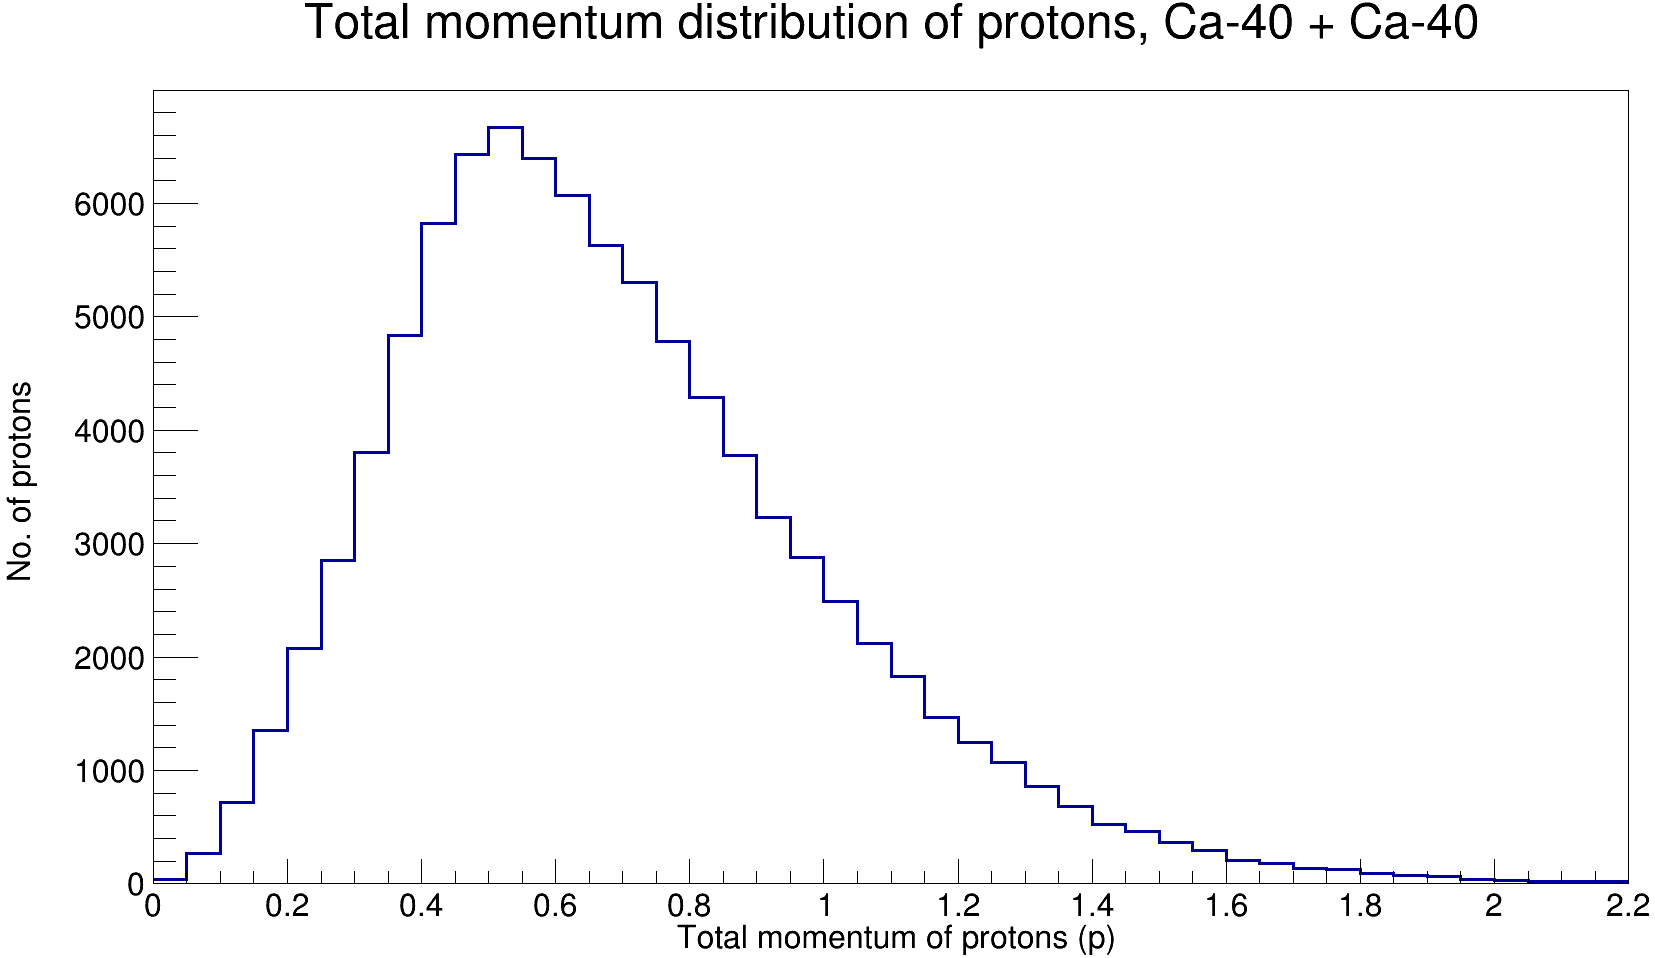 Total momentum distribution of protons, Ca-40 + Ca-40
No. of protons
6000
5000
4000
3000
2000
1000
0
0 0.2 0.4 0.6 0.8 1 1.2 1.4 1.6 1.8 2 2.2
Total momentum of protons (p)